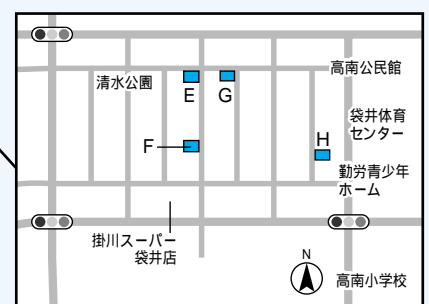 高南公民館
清水公園
E
G
袋井体育
センター
F
H
勤労青少年
ホーム
掛川スーパー
袋井店
N
高南小学校